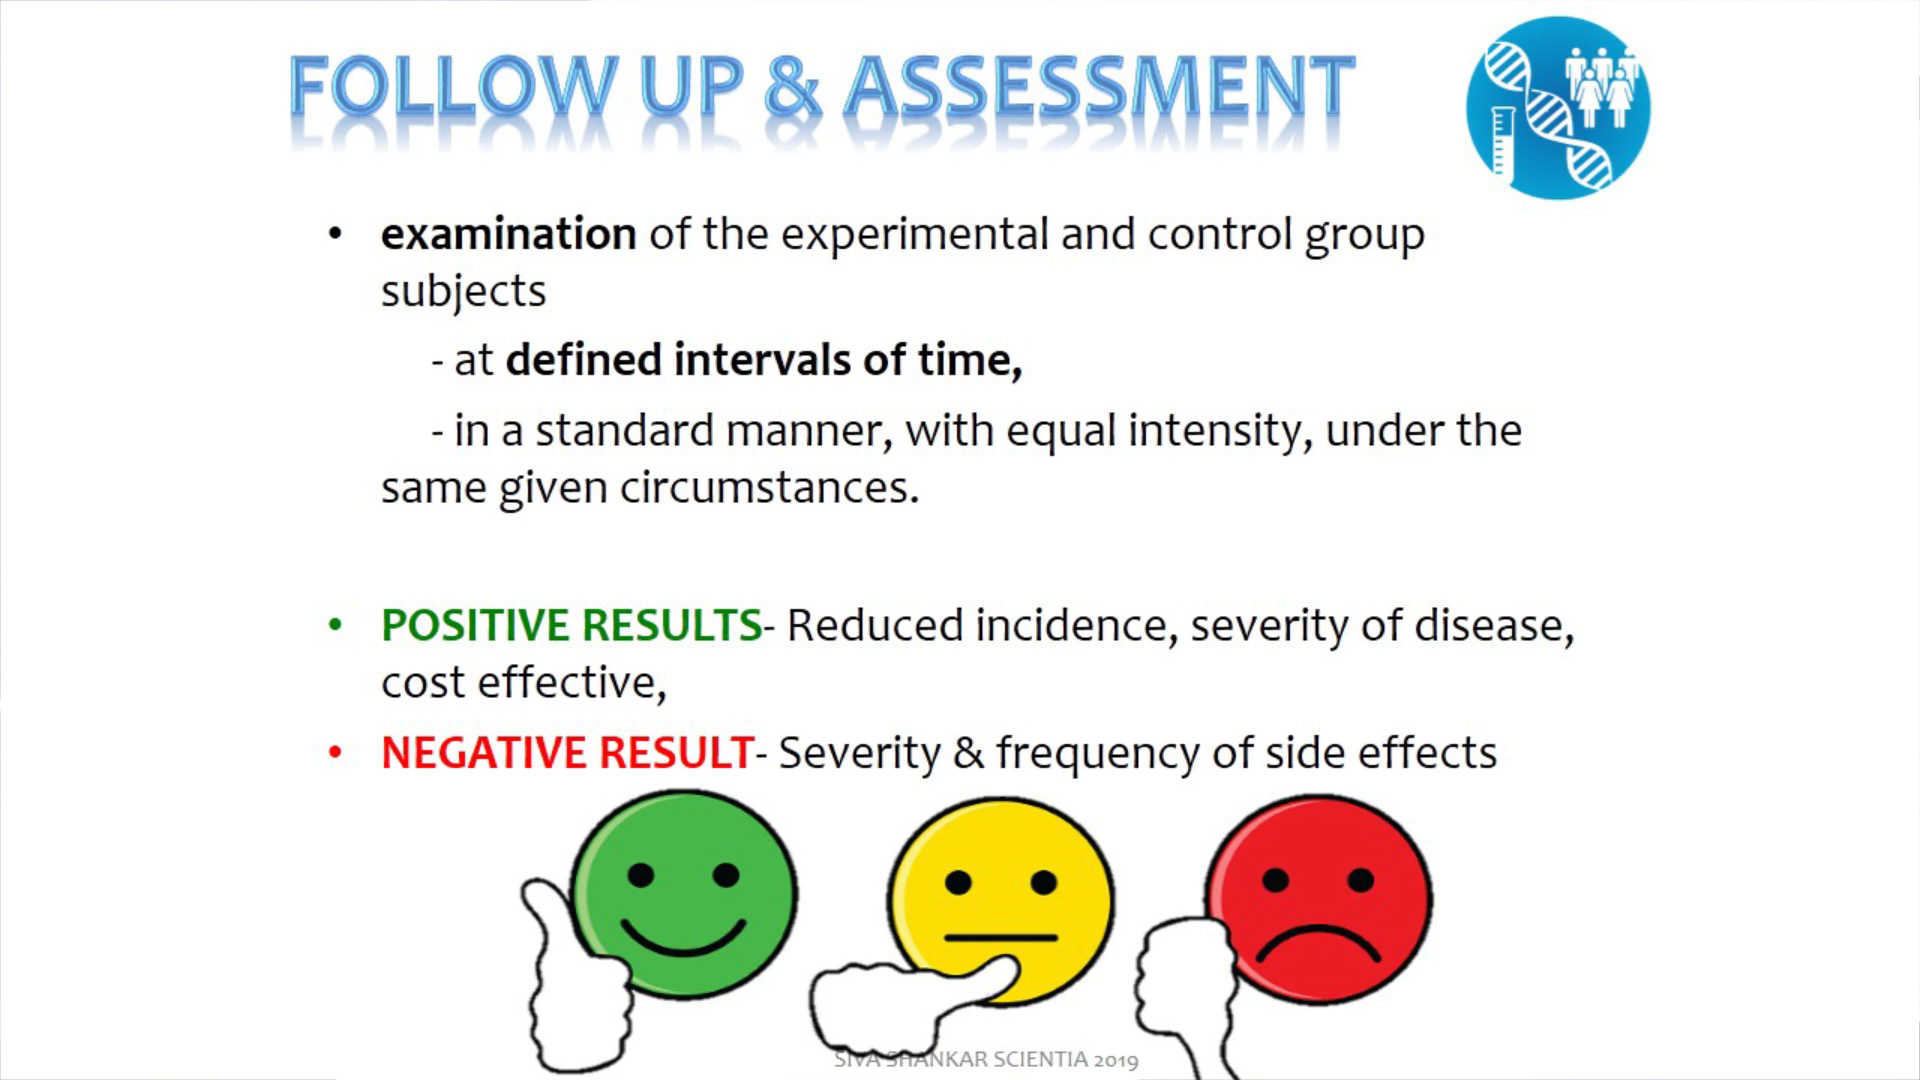 FOLLOW UP & ASSESSMENT
• examination of the experimental and control group
subjects
- at defined intervals of time,
- in a standard manner, with equal intensity, under the
same given circumstances.
• POSITIVE RESULTS- Reduced incidence, severity of disease,
cost effective,
• NEGATIVE RESULT- Severity & frequency of side effects
SIVA SHANKAR SCIENTIA 2019